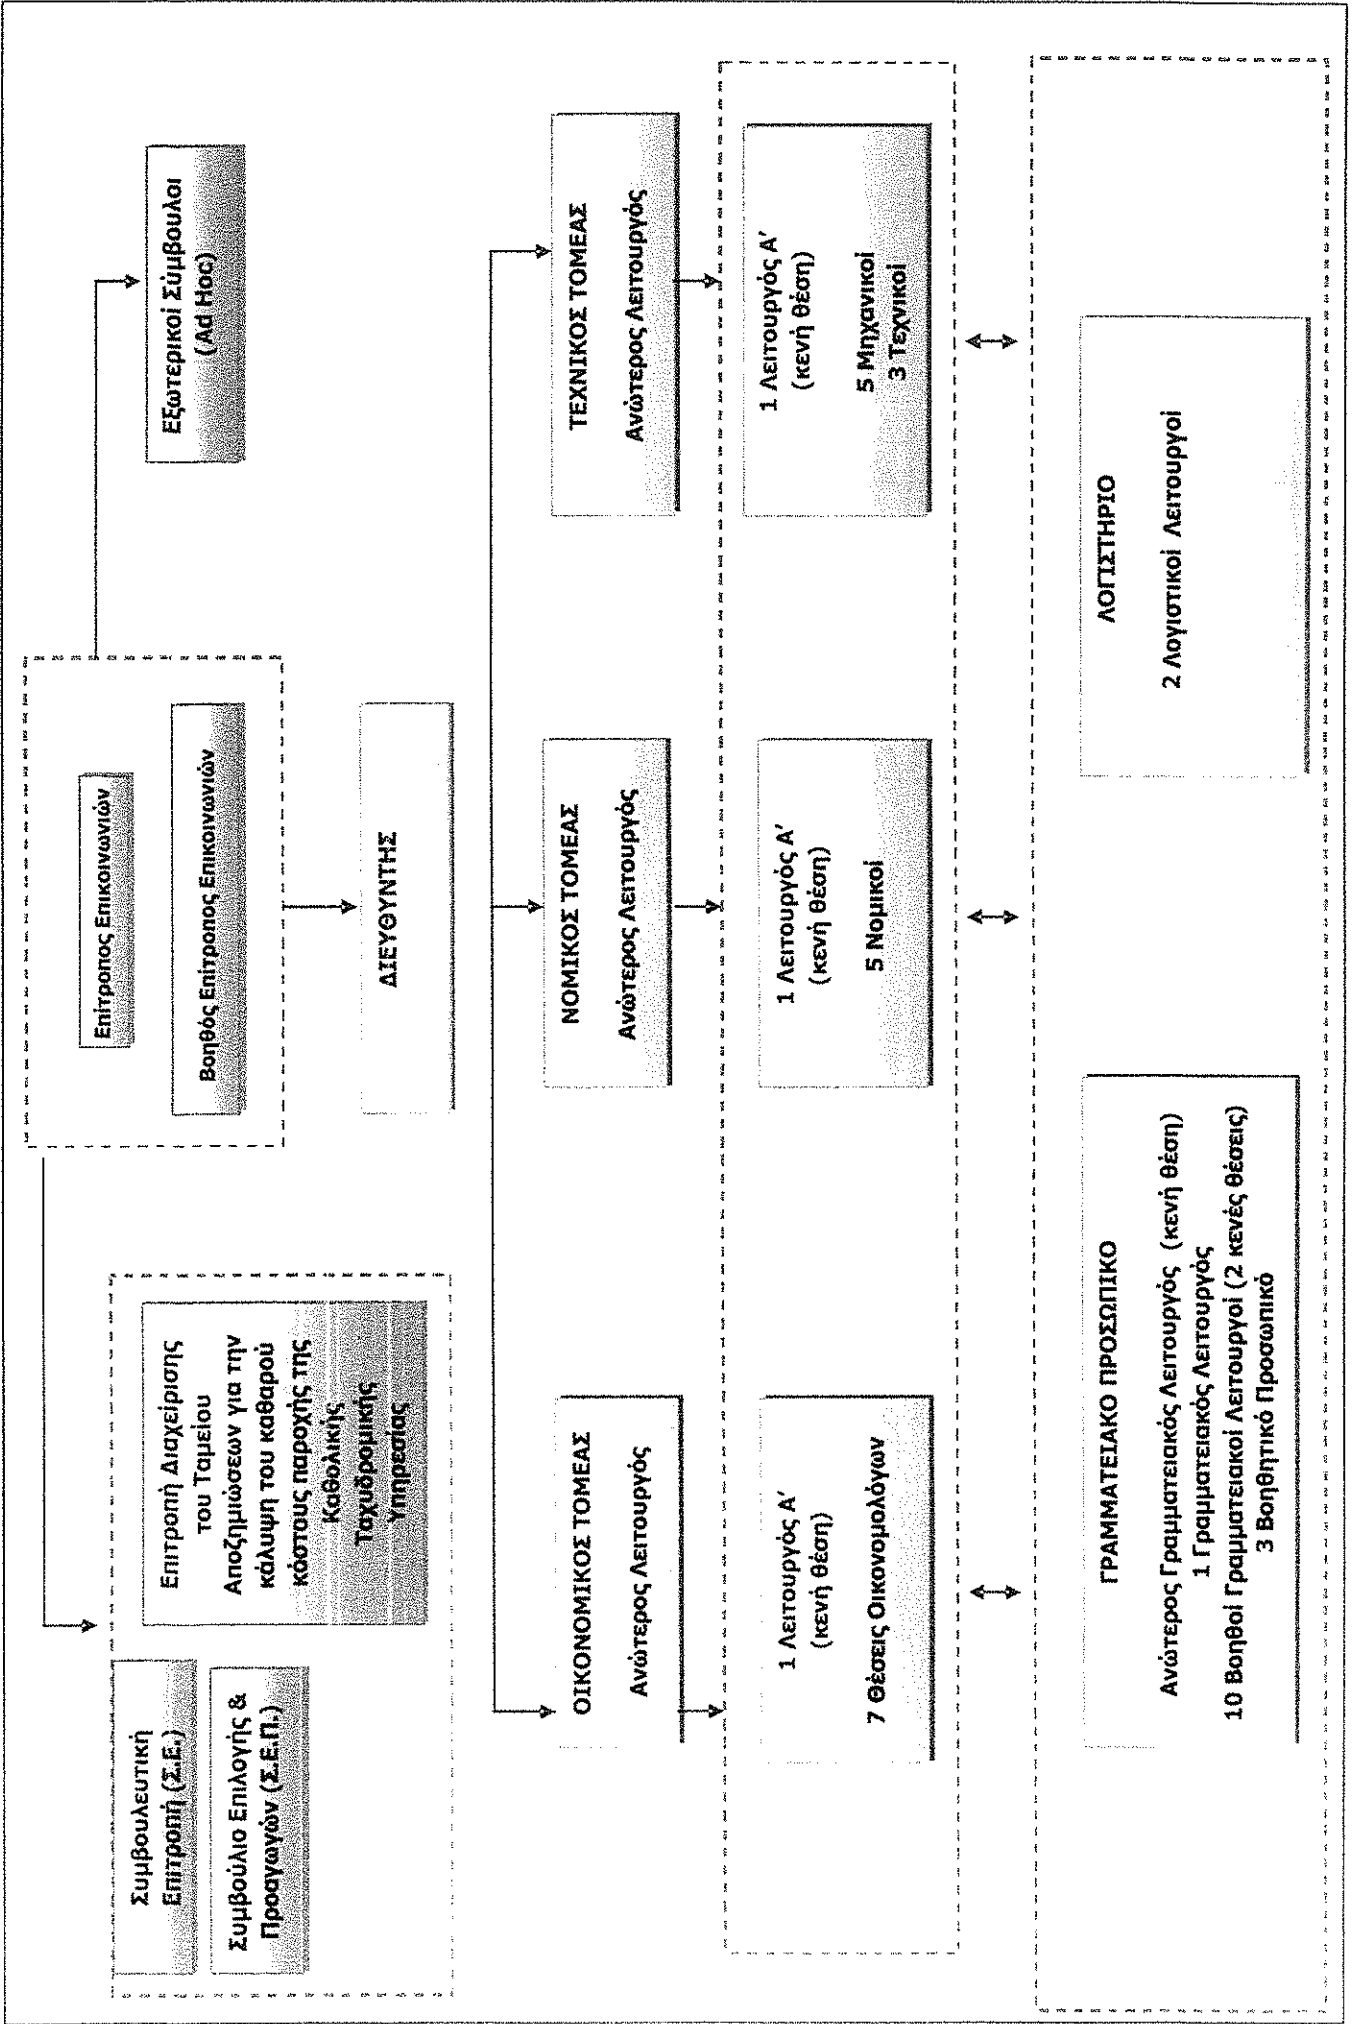 Επίτροπος Επικοινωνιών
Βοηθός Επίτροπος Επικοινωνιών
Εξωτερικοί Σύμβουλοι
(Ad Hoc)
Συμβουλευτική
Επιτροπή (Σ.Ε.)
Συμβούλιο Επιλογής &
Προαγωγών (Σ.Ε.Π.)
Επιτροπή Διαχείρισης
του Ταμείου
Αποζημιώσεων για την
κάλυψη του καθαρού
κόστους παροχής της
Καθολικής
Ταχυδρομικής
Υπηρεσίας
ΔΙΕΥΘΥΝΤΗΣ
ΟΙΚΟΝΟΜΙΚΟΣ ΤΟΜΕΑΣ
Ανώτερος Λειτουργός
ΝΟΜΙΚΟΣ ΤΟΜΕΑΣ
Ανώτερος Λειτουργός
ΤΕΧΝΙΚΟΣ ΤΟΜΕΑΣ
Ανώτερος Λειτουργός
1 Λειτουργός Α’
(κενή θέση)
7 Θέσεις Οικονομολόγων
1 Λειτουργός Α’
(κενή θέση)
5 Νομικοί
1 Λειτουργός Α’
(κενή θέση)
5 Μηχανικοί
3 Τεχνικοί
ΓΡΑΜΜΑΤΕΙΑΚΟ ΠΡΟΣΩΠΙΚΟ
Ανώτερος Γραμματειακός Λειτουργός (κενή θέση)
1 Γραμματειακός Λειτουργός
10 Βοηθοί Γραμματειακοί Λειτουργοί (2 κενές θέσεις)
3 Βοηθητικό Προσωπικό
ΛΟΓΙΣΤΗΡΙΟ
2 Λογιστικοί Λειτουργοί